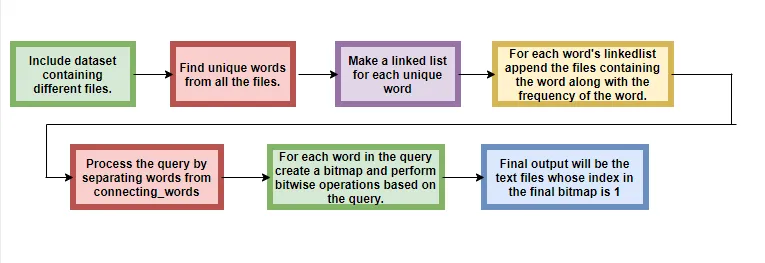 Include dataset
containing
different files.
Find unique words
from all the files.
Make a linked list
for each unique
word
For each word's linkedlist
append the files containing
the word along with the
frequency of the word.
Process the query by
separating words from
connecting_words
For each word in the query
create a bitmap and perform
bitwise operations based on
the query.
Final output will be the
text files whose index in
the final bitmap is 1